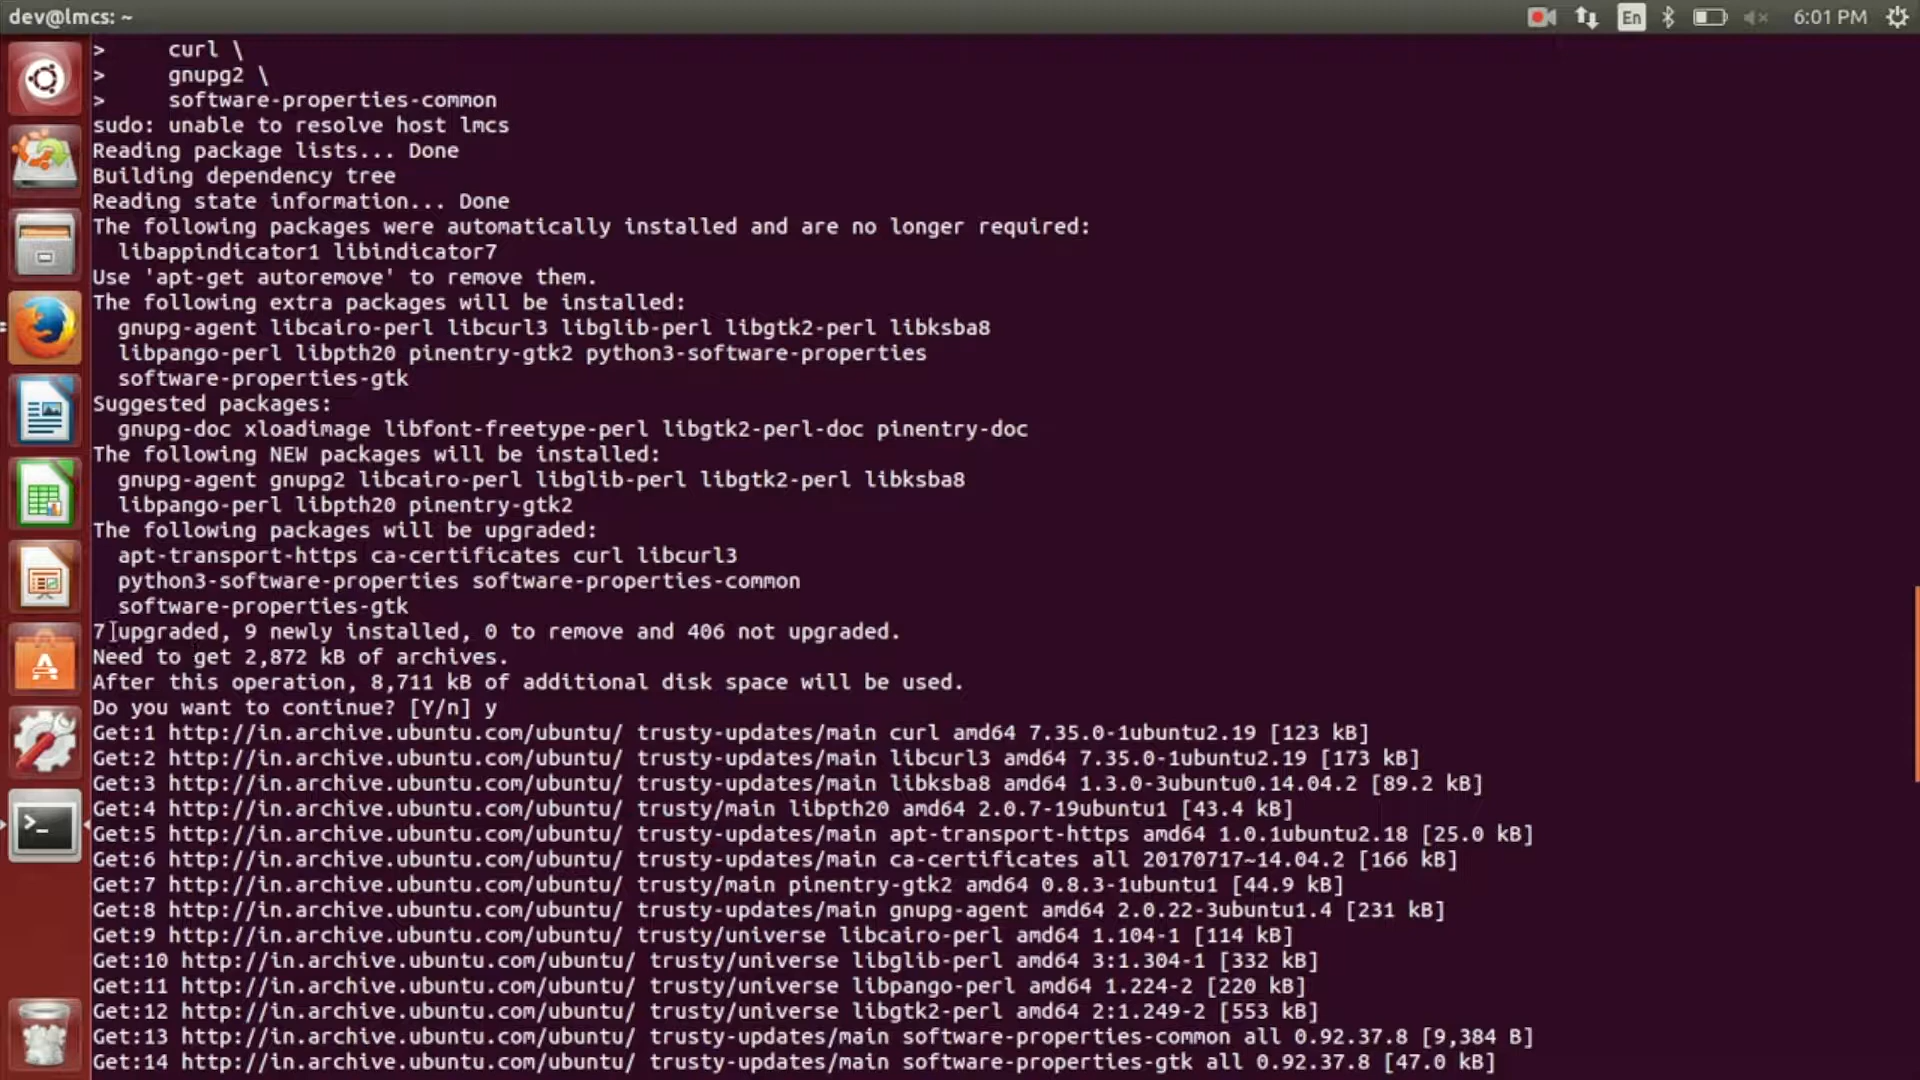 dev@lmcs: ~
En
6:01 PM
>     curl \
>     gnupg2 \
>     software-properties-common
sudo: unable to resolve host lmcs
Reading package lists... Done
Building dependency tree
Reading state information... Done
The following packages were automatically installed and are no longer required:
  libappindicator1 libindicator7
Use 'apt-get autoremove' to remove them.
The following extra packages will be installed:
  gnupg-agent libcairo-perl libcurl3 libglib-perl libgtk2-perl libksba8
  libpango-perl libpth20 pinentry-gtk2 python3-software-properties
  software-properties-gtk
Suggested packages:
  gnupg-doc xloadimage libfont-freetype-perl libgtk2-perl-doc pinentry-doc
The following NEW packages will be installed:
  gnupg-agent gnupg2 libcairo-perl libglib-perl libgtk2-perl libksba8
  libpango-perl libpth20 pinentry-gtk2
The following packages will be upgraded:
  apt-transport-https ca-certificates curl libcurl3
  python3-software-properties software-properties-common
  software-properties-gtk
7 upgraded, 9 newly installed, 0 to remove and 406 not upgraded.
Need to get 2,872 kB of archives.
After this operation, 8,711 kB of additional disk space will be used.
Do you want to continue? [Y/n] y
Get:1 http://in.archive.ubuntu.com/ubuntu/ trusty-updates/main curl amd64 7.35.0-1ubuntu2.19 [123 kB]
Get:2 http://in.archive.ubuntu.com/ubuntu/ trusty-updates/main libcurl3 amd64 7.35.0-1ubuntu2.19 [173 kB]
Get:3 http://in.archive.ubuntu.com/ubuntu/ trusty-updates/main libksba8 amd64 1.3.0-3ubuntu0.14.04.2 [89.2 kB]
Get:4 http://in.archive.ubuntu.com/ubuntu/ trusty/main libpth20 amd64 2.0.7-19ubuntu1 [43.4 kB]
Get:5 http://in.archive.ubuntu.com/ubuntu/ trusty-updates/main apt-transport-https amd64 1.0.1ubuntu2.18 [25.0 kB]
Get:6 http://in.archive.ubuntu.com/ubuntu/ trusty-updates/main ca-certificates all 20170717~14.04.2 [166 kB]
Get:7 http://in.archive.ubuntu.com/ubuntu/ trusty/main pinentry-gtk2 amd64 0.8.3-1ubuntu1 [44.9 kB]
Get:8 http://in.archive.ubuntu.com/ubuntu/ trusty-updates/main gnupg-agent amd64 2.0.22-3ubuntu1.4 [231 kB]
Get:9 http://in.archive.ubuntu.com/ubuntu/ trusty/universe libcairo-perl amd64 1.104-1 [114 kB]
Get:10 http://in.archive.ubuntu.com/ubuntu/ trusty/universe libglib-perl amd64 3:1.304-1 [332 kB]
Get:11 http://in.archive.ubuntu.com/ubuntu/ trusty/universe libpango-perl amd64 1.224-2 [220 kB]
Get:12 http://in.archive.ubuntu.com/ubuntu/ trusty/universe libgtk2-perl amd64 2:1.249-2 [553 kB]
Get:13 http://in.archive.ubuntu.com/ubuntu/ trusty-updates/main software-properties-common all 0.92.37.8 [9,384 B]
Get:14 http://in.archive.ubuntu.com/ubuntu/ trusty-updates/main software-properties-gtk all 0.92.37.8 [47.0 kB]